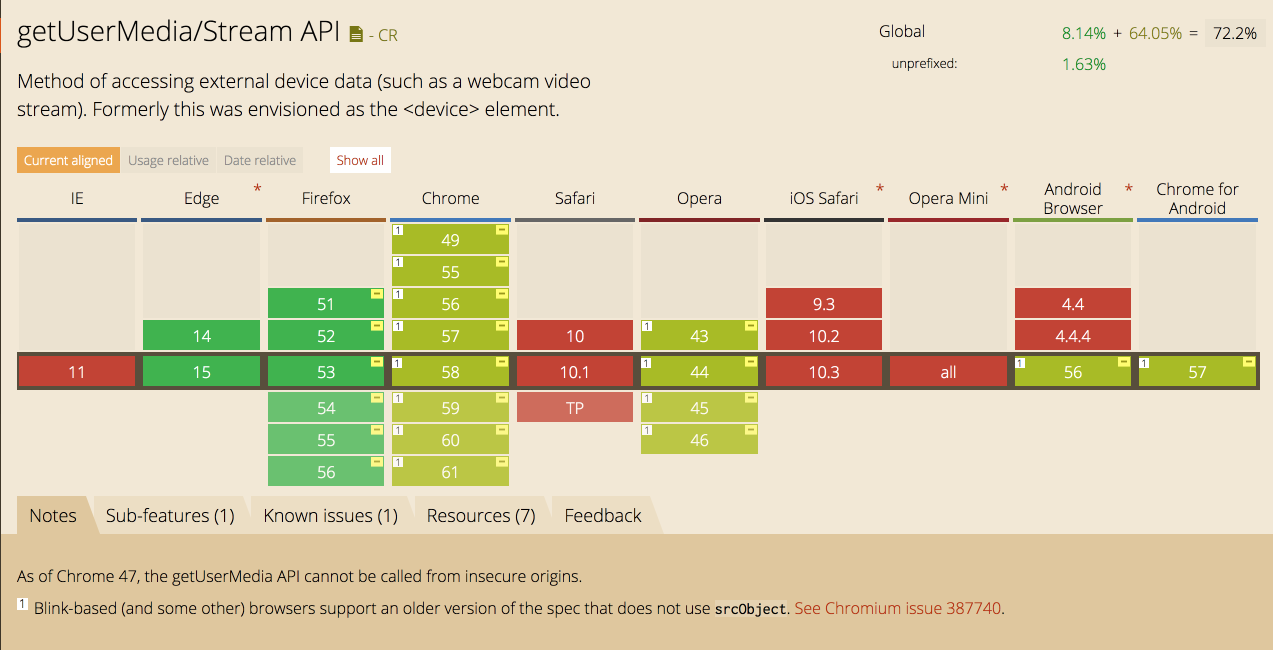 getUserMedia/Stream API - CR
Global 8.14% + 64.05% = 72.2%
unprefixed: 1.63%
Method of accessing external device data (such as a webcam video
stream). Formerly this was envisioned as the <device> element.
Current aligned Usage relative Date relative Show all
IE Edge * Firefox Chrome Safari Opera iOS Safari * Opera Mini * Android Browser * Chrome for Android
1 49 -
1 55 -
51 - 1 56 - 9.3 4.4
14 52 - 1 57 - 10 1 43 - 10.2 4.4.4
11 15 53 - 1 58 - 10.1 1 44 - 10.3 all 1 56 - 1 57 -
54 - 1 59 - TP 1 45 -
55 - 1 60 - 1 46 -
56 - 1 61 -
Notes Sub-features (1) Known issues (1) Resources (7) Feedback
As of Chrome 47, the getUserMedia API cannot be called from insecure origins.
1 Blink-based (and some other) browsers support an older version of the spec that does not use srcObject. See Chromium issue 387740.